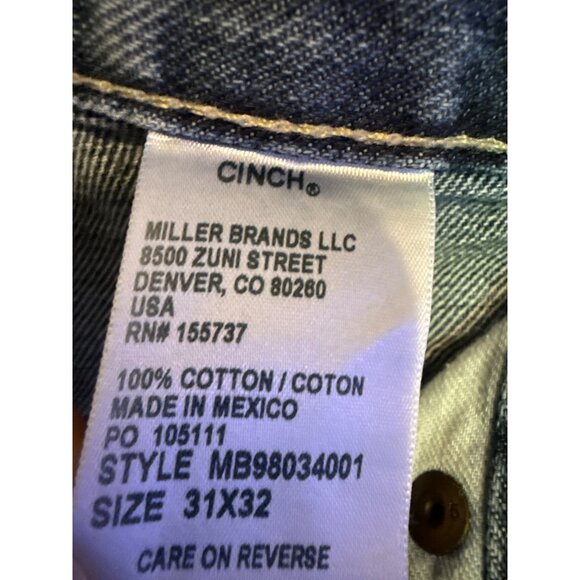 CINCH®
MILLER BRANDS LLC
8500 ZUNI STREET
DENVER, CO 80260
USA
RN# 155737
100% COTTON / COTON
MADE IN MEXICO
PO 105111
STYLE MB98034001
SIZE 31X32
CARE ON REVERSE